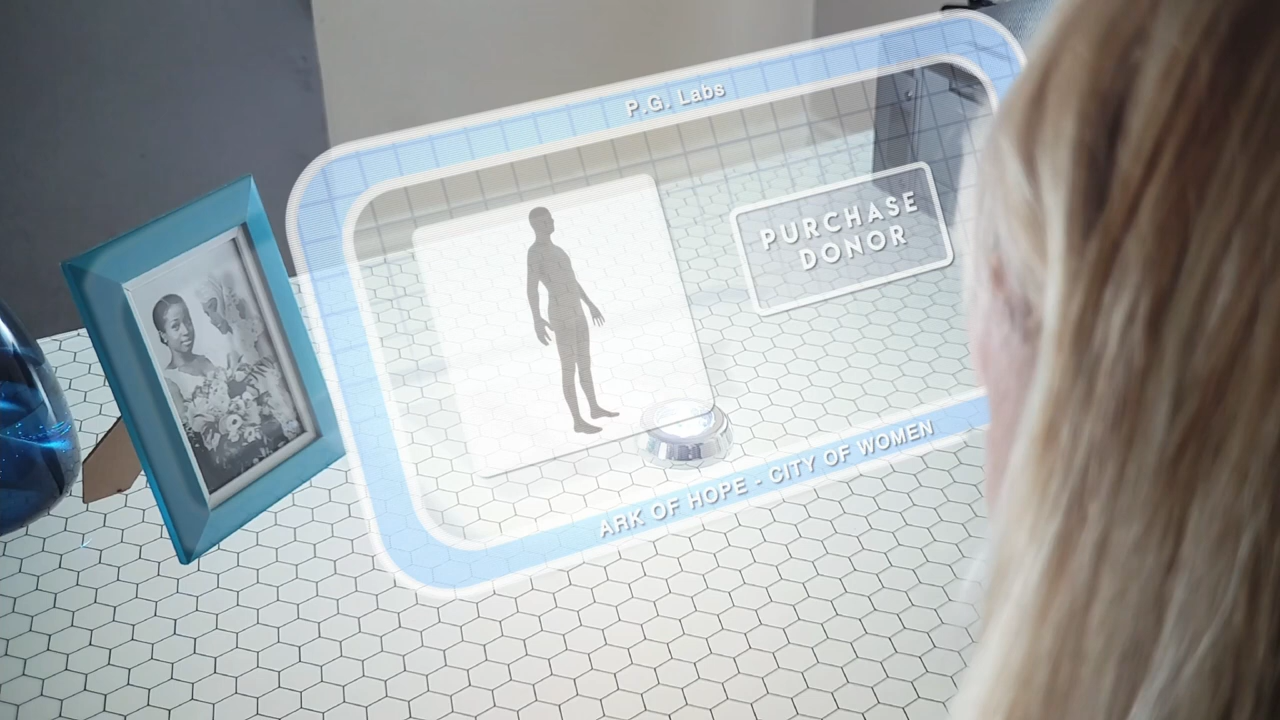 P.G. Labs
PURCHASE
DONOR
ARK OF HOPE - CITY OF WOMEN